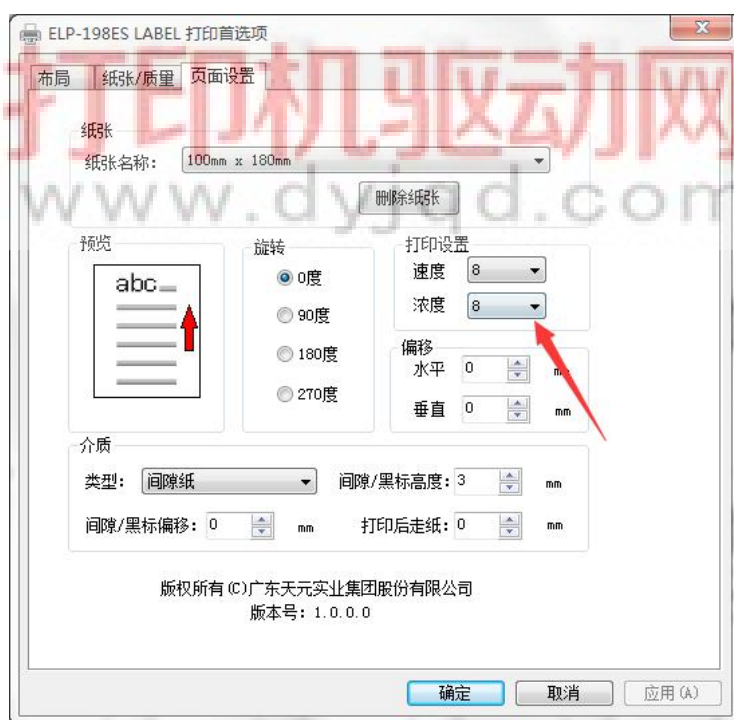 ELP-198ES LABEL 打印首选项
布局 纸张/质量 页面设置
打印机驱动网
纸张
纸张名称： 100mm x 180mm
www.dyjqd.com
删除纸张
预览 旋转 打印设置
abc 0度 速度 8
90度 浓度 8
180度 偏移
水平 0 mm
270度 垂直 0 mm
介质
类型： 间隙纸 间隙/黑标高度： 3 mm
间隙/黑标偏移： 0 mm 打印后走纸： 0 mm
版权所有 (C)广东天元实业集团股份有限公司
版本号：1.0.0.0
确定 取消 应用(A)